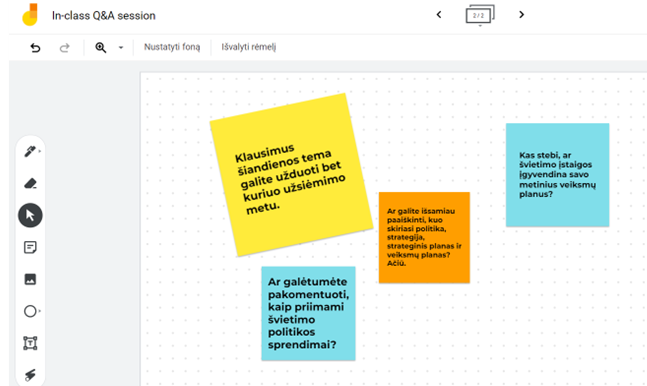 In-class Q&A session
2/2
Nustatyti foną
Išvalyti rėmelį
Klausimus
šiandienos tema
galite užduoti bet
kuriuo užsiėmimo
metu.
Kas stebi, ar
švietimo įstaigos
įgyvendina savo
metinius veiksmų
planus?
Ar galite išsamiau
paaiškinti, kuo
skiriasi politika,
strategija,
strateginis planas ir
veiksmų planas?
Ačiū.
Ar galėtumėte
pakomentuoti,
kaip priimami
švietimo
politikos
sprendimai?